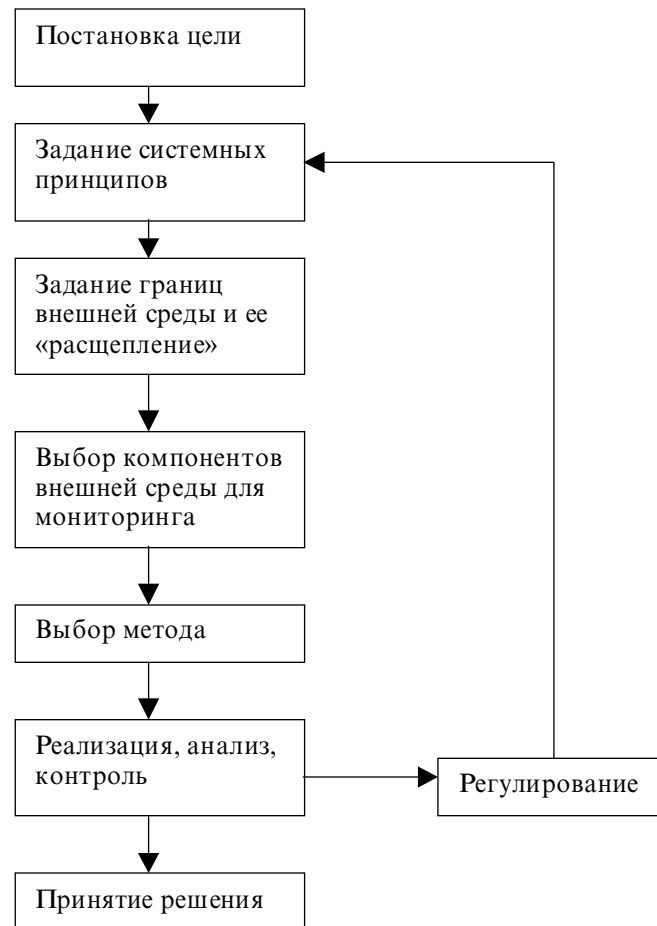 Постановка цели
Задание системных
принципов
Задание границ
внешней среды и ее
«расщепление»
Выбор компонентов
внешней среды для
мониторинга
Выбор метода
Реализация, анализ,
контроль
Регулирование
Принятие решения